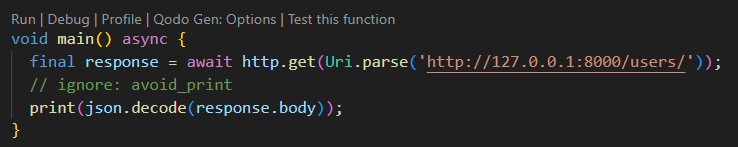 Run | Debug | Profile | Qodo Gen: Options | Test this function
void main() async {
  final response = await http.get(Uri.parse('http://127.0.0.1:8000/users/'));
  // ignore: avoid_print
  print(json.decode(response.body));
}